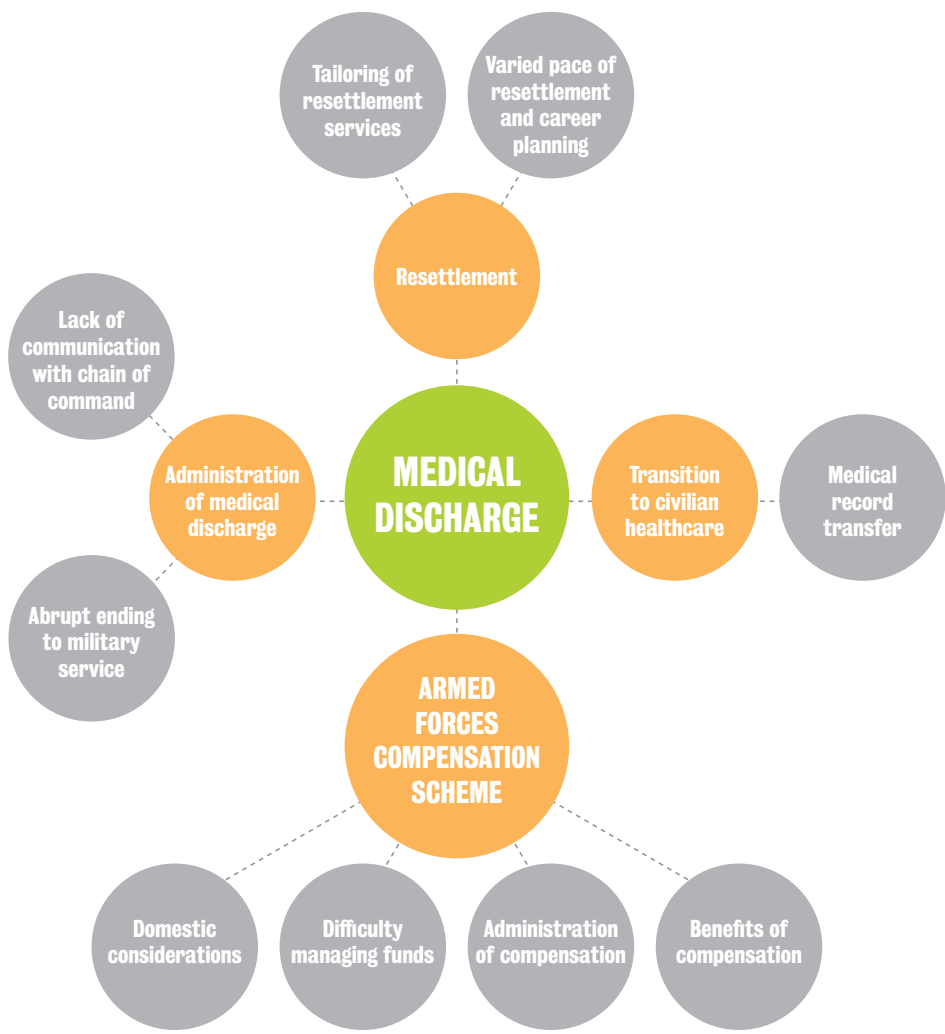 Tailoring of
resettlement
services
Varied pace of
resettlement
and career
planning
Resettlement
Lack of
communication
with chain of
command
Administration
of medical
discharge
MEDICAL
DISCHARGE
Transition
to civilian
healthcare
Medical
record
transfer
Abrupt ending
to military
service
ARMED
FORCES
COMPENSATION
SCHEME
Domestic
considerations
Difficulty
managing funds
Administration
of compensation
Benefits of
compensation